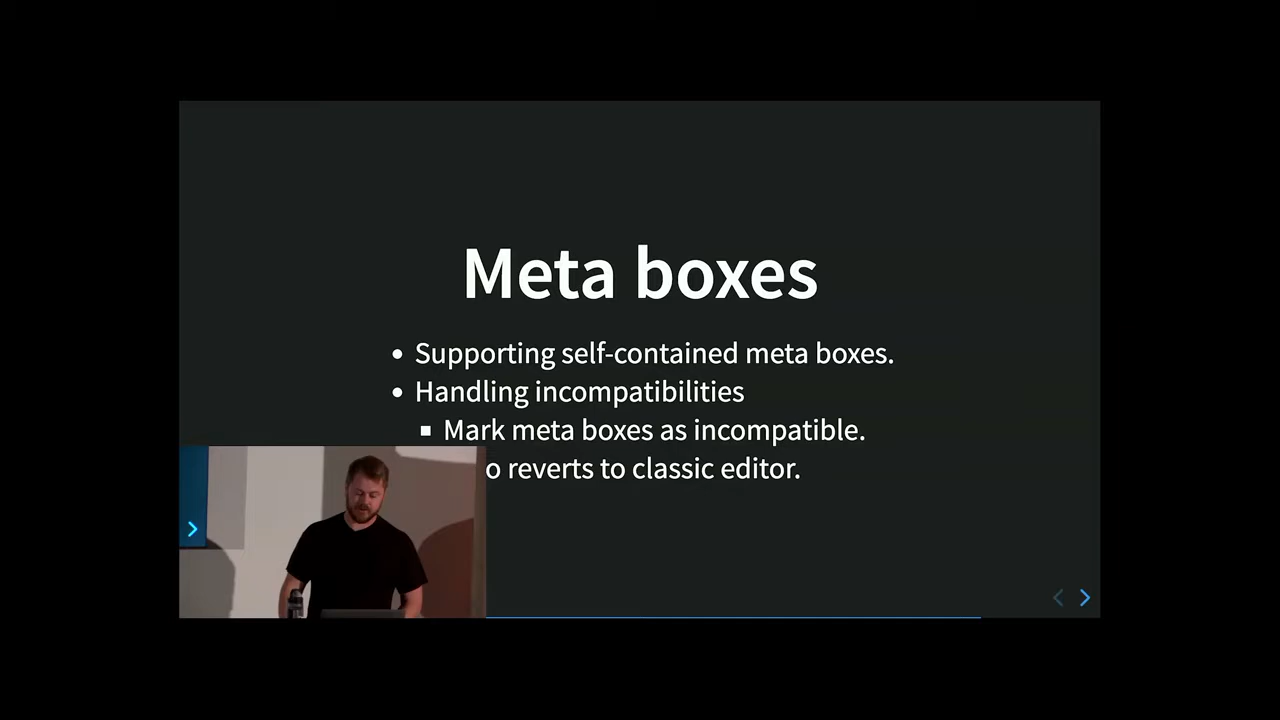 Meta boxes
Supporting self-contained meta boxes.
Handling incompatibilities
Mark meta boxes as incompatible.
reverts to classic editor.